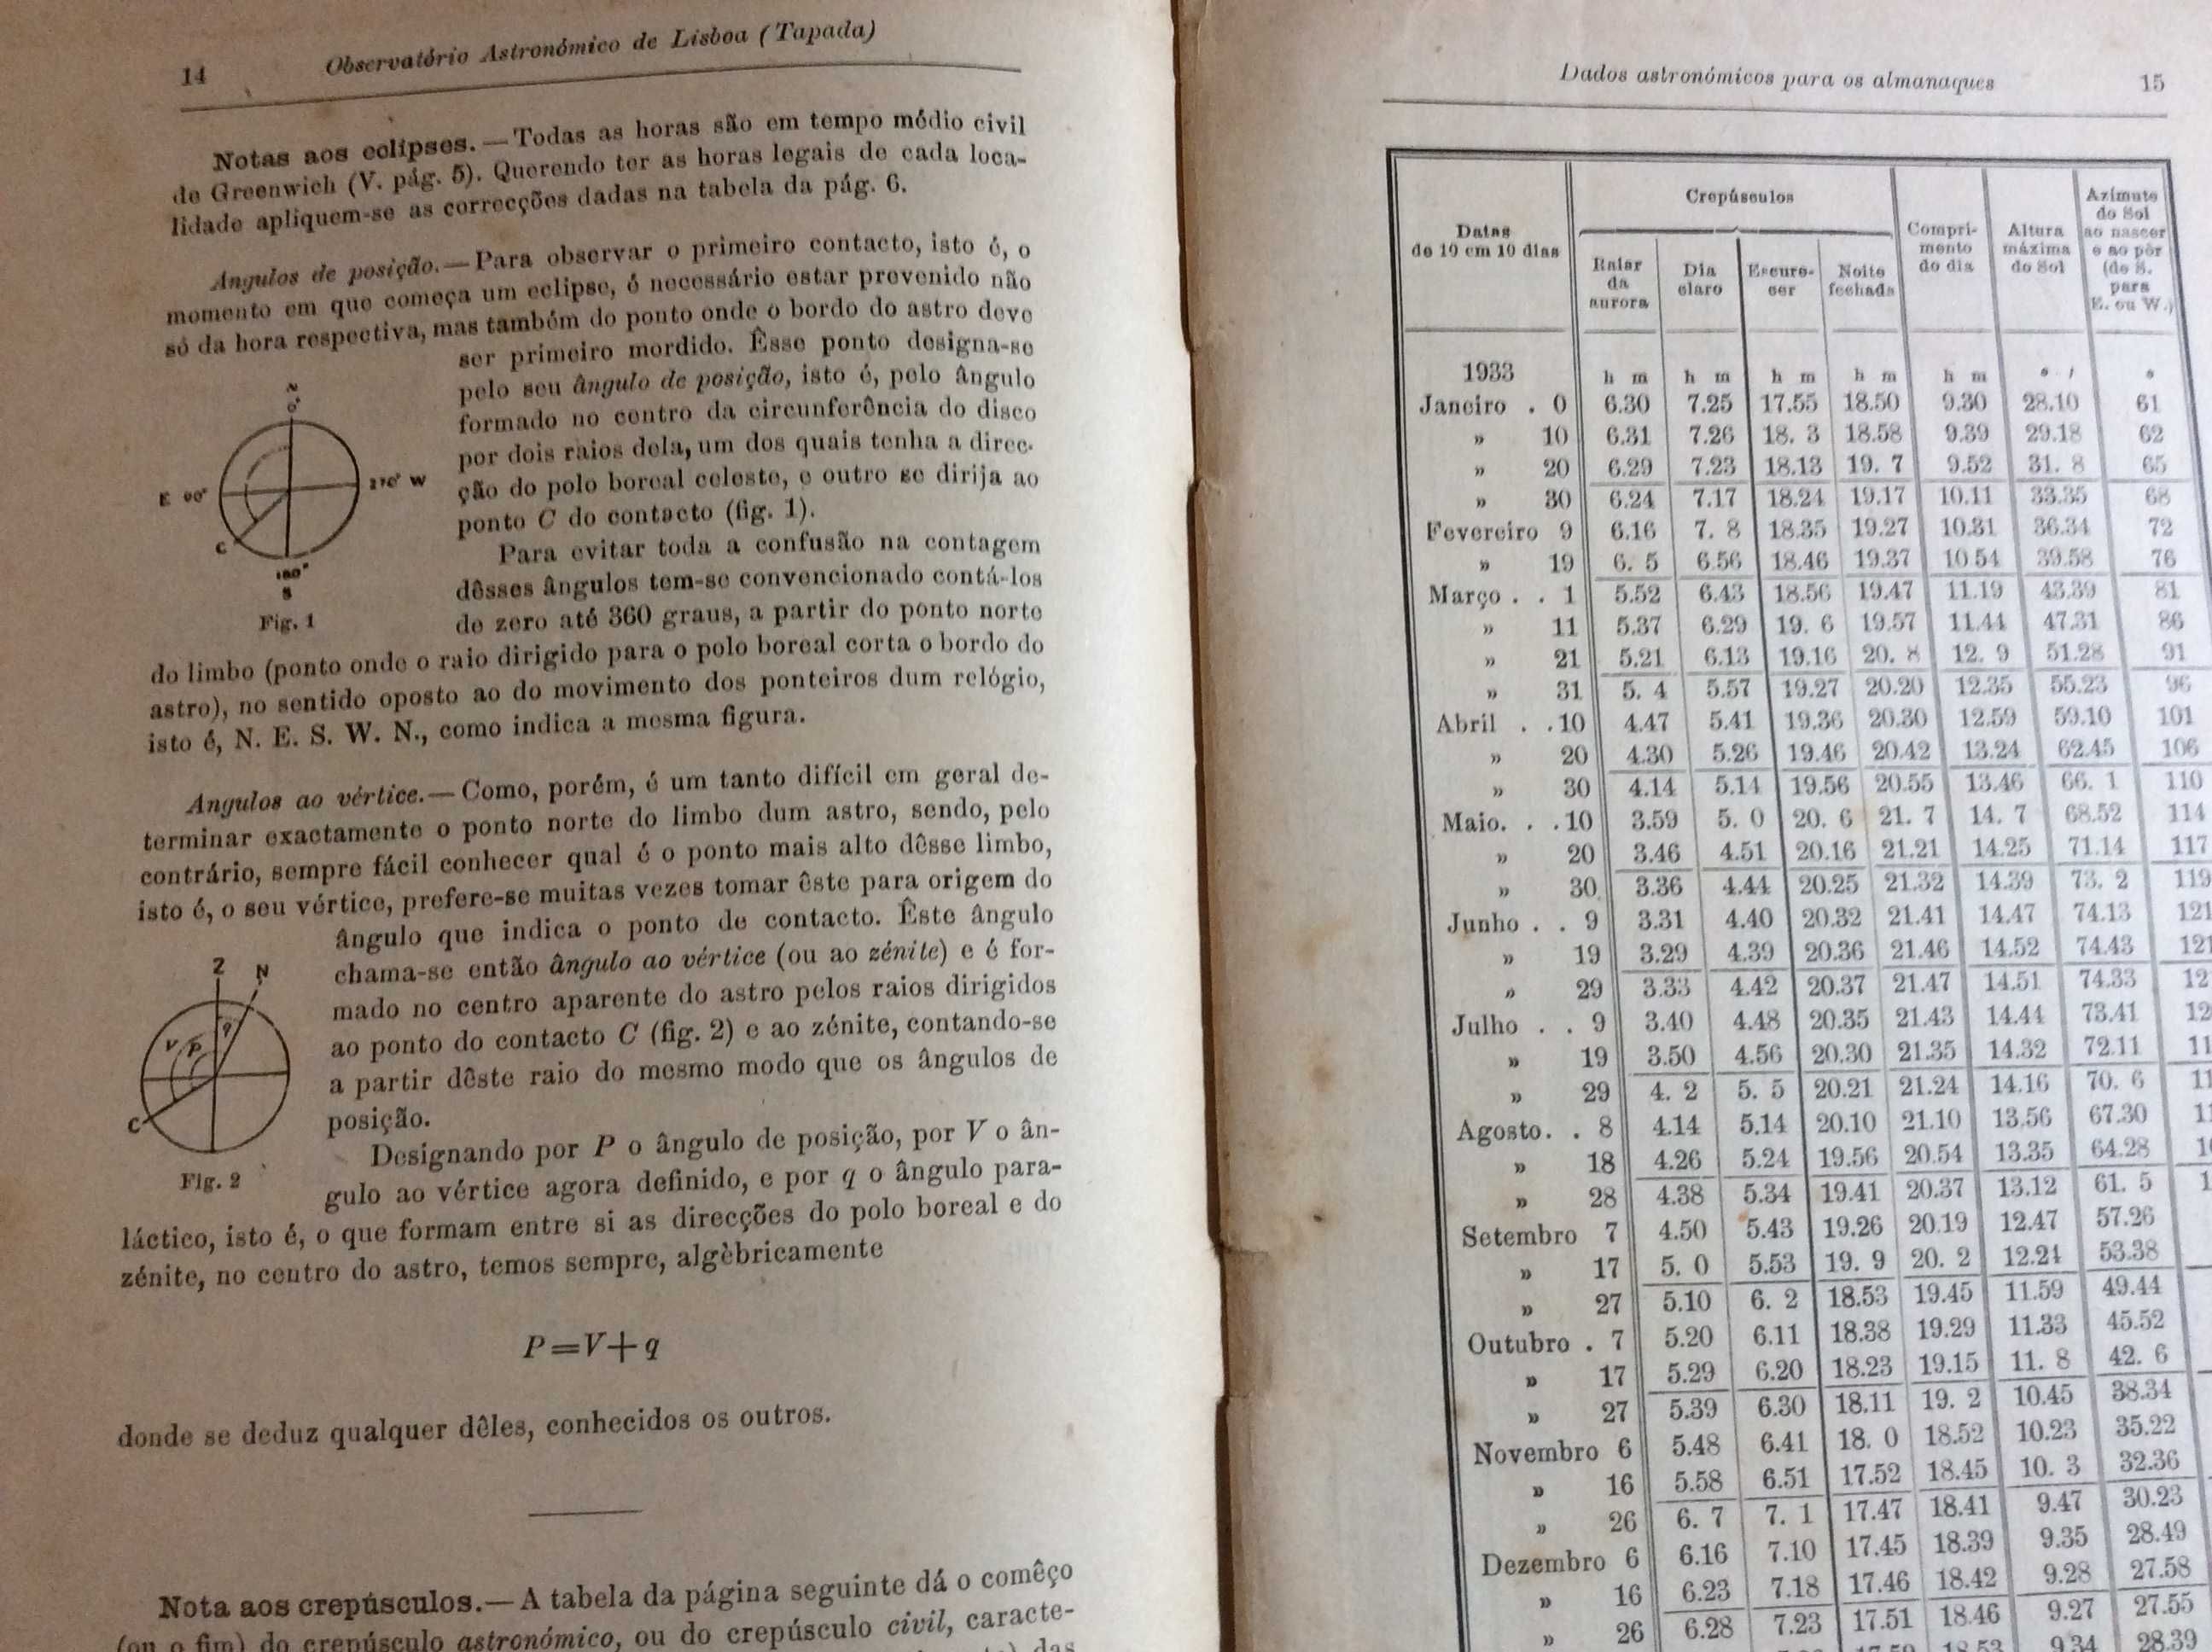 14 Observatório Astronómico de Lisboa (Tapada)
Notas aos eclipses.—Todas as horas são em tempo médio civil
de Greenwich (V. pág. 5). Querendo ter as horas legais de cada loca-
lidade apliquem-se as correcções dadas na tabela da pág. 6.
Ângulos de posição.—Para observar o primeiro contacto, isto é, o
momento em que começa um eclipse, é necessário estar prevenido não
só da hora respectiva, mas também do ponto onde o bordo do astro deve
ser primeiro mordido. Êsse ponto designa-se
pelo seu ângulo de posição, isto é, pelo ângulo
formado no centro da circunferência do disco
por dois raios dela, um dos quais tenha a direc-
ção do polo boreal celeste, e outro se dirija ao
ponto C do contacto (fig. 1).
N
0°
E 90°
270° W
C
180°
S
Fig. 1
Para evitar toda a confusão na contagem
dêsses ângulos tem-se convencionado contá-los
de zero até 360 graus, a partir do ponto norte
do limbo (ponto onde o raio dirigido para o polo boreal corta o bordo do
astro), no sentido oposto ao do movimento dos ponteiros dum relógio,
isto é, N. E. S. W. N., como indica a mesma figura.
Angulos ao vértice.—Como, porém, é um tanto difícil em geral de-
terminar exactamente o ponto norte do limbo dum astro, sendo, pelo
contrário, sempre fácil conhecer qual é o ponto mais alto dêsse limbo,
isto é, o seu vértice, prefere-se muitas vezes tomar êste para origem do
ângulo que indica o ponto de contacto. Êste ângulo
chama-se então ângulo ao vértice (ou ao zénite) e é for-
mado no centro aparente do astro pelos raios dirigidos
ao ponto do contacto C (fig. 2) e ao zénite, contando-se
a partir dêste raio do mesmo modo que os ângulos de
posição.
Z N
q
V P
C
Fig. 2
Designando por P o ângulo de posição, por V o ân-
gulo ao vértice agora definido, e por q o ângulo para-
láctico, isto é, o que formam entre si as direcções do polo boreal e do
zénite, no centro do astro, temos sempre, algèbricamente
P=V+q
donde se deduz qualquer dêles, conhecidos os outros.
Nota aos crepúsculos.—A tabela da página seguinte dá o comêço
(ou o fim) do crepúsculo astronómico, ou do crepúsculo civil, caracte-
das
Dados astronómicos para os almanaques 15
Datas
de 10 em 10 dias
Crepúsculos
Raiar
da
aurora
Dia
claro
Escure-
cer
Noite
fechada
Compri-
mento
do dia
Altura
máxima
do Sol
Azimute
do Sol
ao nascer
e ao pôr
(de S.
para
E. ou W.)
1933 h m h m h m h m h m ° ' °
Janeiro . 0 6.30 7.25 17.55 18.50 9.30 28.10 61
» 10 6.31 7.26 18. 3 18.58 9.39 29.18 62
» 20 6.29 7.23 18.13 19. 7 9.52 31. 8 65
» 30 6.24 7.17 18.24 19.17 10.11 33.35 68
Fevereiro 9 6.16 7. 8 18.35 19.27 10.31 36.34 72
» 19 6. 5 6.56 18.46 19.37 10 54 39.58 76
Março . . 1 5.52 6.43 18.56 19.47 11.19 43.39 81
» 11 5.37 6.29 19. 6 19.57 11.44 47.31 86
» 21 5.21 6.13 19.16 20. 8 12. 9 51.28 91
» 31 5. 4 5.57 19.27 20.20 12.35 55.23 96
Abril . . 10 4.47 5.41 19.36 20.30 12.59 59.10 101
» 20 4.30 5.26 19.46 20.42 13.24 62.45 106
» 30 4.14 5.14 19.56 20.55 13.46 66. 1 110
Maio. . . 10 3.59 5. 0 20. 6 21. 7 14. 7 68.52 114
» 20 3.46 4.51 20.16 21.21 14.25 71.14 117
» 30 3.36 4.44 20.25 21.32 14.39 73. 2 119
Junho . . 9 3.31 4.40 20.32 21.41 14.47 74.13 121
» 19 3.29 4.39 20.36 21.46 14.52 74.43 121
» 29 3.33 4.42 20.37 21.47 14.51 74.33 12
Julho . . 9 3.40 4.48 20.35 21.43 14.44 73.41 12
» 19 3.50 4.56 20.30 21.35 14.32 72.11 11
» 29 4. 2 5. 5 20.21 21.24 14.16 70. 6 11
Agosto. . 8 4.14 5.14 20.10 21.10 13.56 67.30 11
» 18 4.26 5.24 19.56 20.54 13.35 64.28 10
» 28 4.38 5.34 19.41 20.37 13.12 61. 5 1
Setembro 7 4.50 5.43 19.26 20.19 12.47 57.26
» 17 5. 0 5.53 19. 9 20. 2 12.24 53.38
» 27 5.10 6. 2 18.53 19.45 11.59 49.44
Outubro . 7 5.20 6.11 18.38 19.29 11.33 45.52
» 17 5.29 6.20 18.23 19.15 11. 8 42. 6
» 27 5.39 6.30 18.11 19. 2 10.45 38.34
Novembro 6 5.48 6.41 18. 0 18.52 10.23 35.22
» 16 5.58 6.51 17.52 18.45 10. 3 32.36
» 26 6. 7 7. 1 17.47 18.41 9.47 30.23
Dezembro 6 6.16 7.10 17.45 18.39 9.35 28.49
» 16 6.23 7.18 17.46 18.42 9.28 27.58
» 26 6.28 7.23 17.51 18.46 9.27 27.55
18.53 9.34 28.39